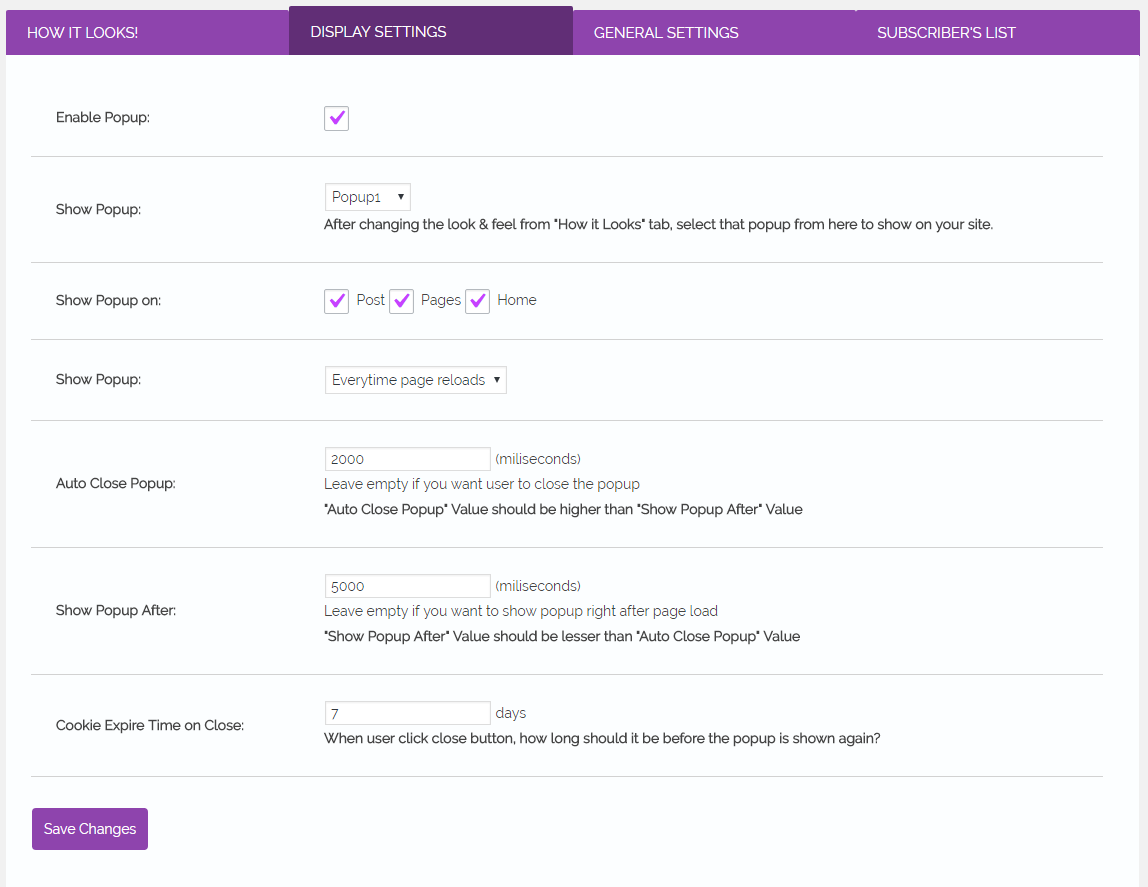 HOW IT LOOKS!
DISPLAY SETTINGS
GENERAL SETTINGS
SUBSCRIBER'S LIST
Enable Popup:
Show Popup:
Popup1
After changing the look & feel from "How it Looks" tab, select that popup from here to show on your site.
Show Popup on:
Post Pages Home
Show Popup:
Everytime page reloads
Auto Close Popup:
2000 (miliseconds)
Leave empty if you want user to close the popup
"Auto Close Popup" Value should be higher than "Show Popup After" Value
Show Popup After:
5000 (miliseconds)
Leave empty if you want to show popup right after page load
"Show Popup After" Value should be lesser than "Auto Close Popup" Value
Cookie Expire Time on Close:
7 days
When user click close button, how long should it be before the popup is shown again?
Save Changes